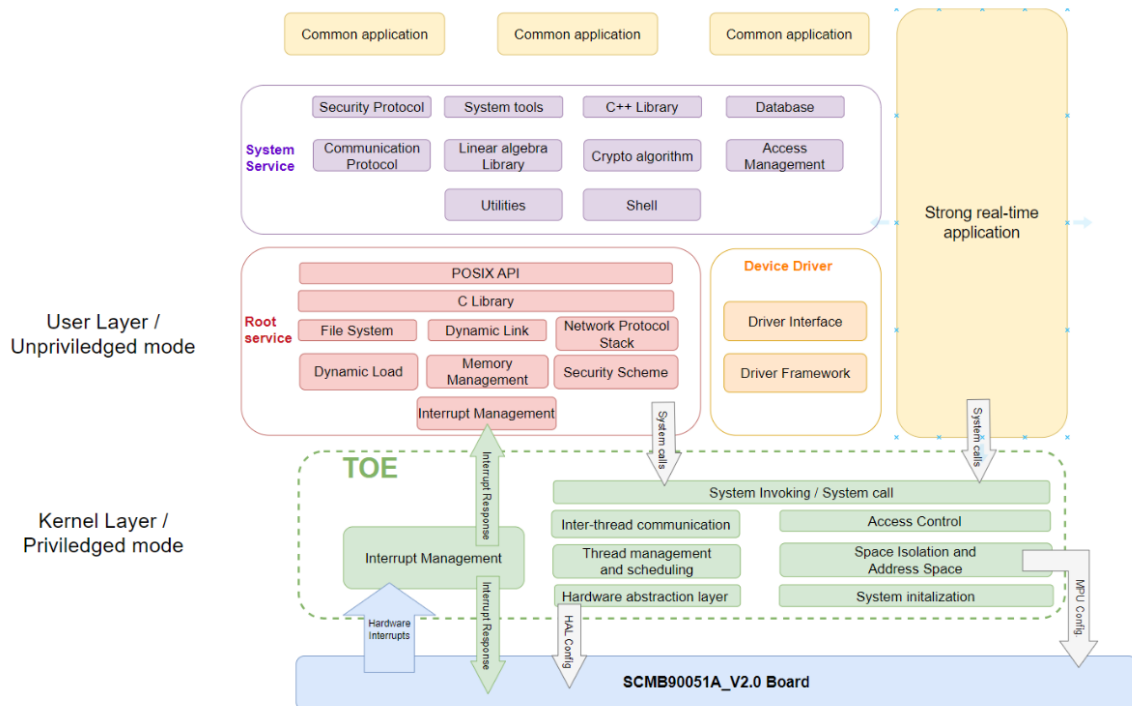 Common application
Common application
Common application
Security Protocol
System tools
C++ Library
Database
System
Service
Communication
Protocol
Linear algebra
Library
Crypto algorithm
Access
Management
Utilities
Shell
Strong real-time
application
User Layer /
Unpriviledged mode
Root
service
POSIX API
C Library
File System
Dynamic Link
Network Protocol
Stack
Dynamic Load
Memory
Management
Security Scheme
Interrupt Management
Device Driver
Driver Interface
Driver Framework
System calls
System calls
Kernel Layer /
Priviledged mode
TOE
Interrupt Response
System Invoking / System call
Inter-thread communication
Access Control
Interrupt Management
Thread management
and scheduling
Space Isolation and
Address Space
Hardware abstraction layer
System initalization
Hardware
Interrupts
Interrupt Response
HAL Config
MPU Config.
SCMB90051A_V2.0 Board